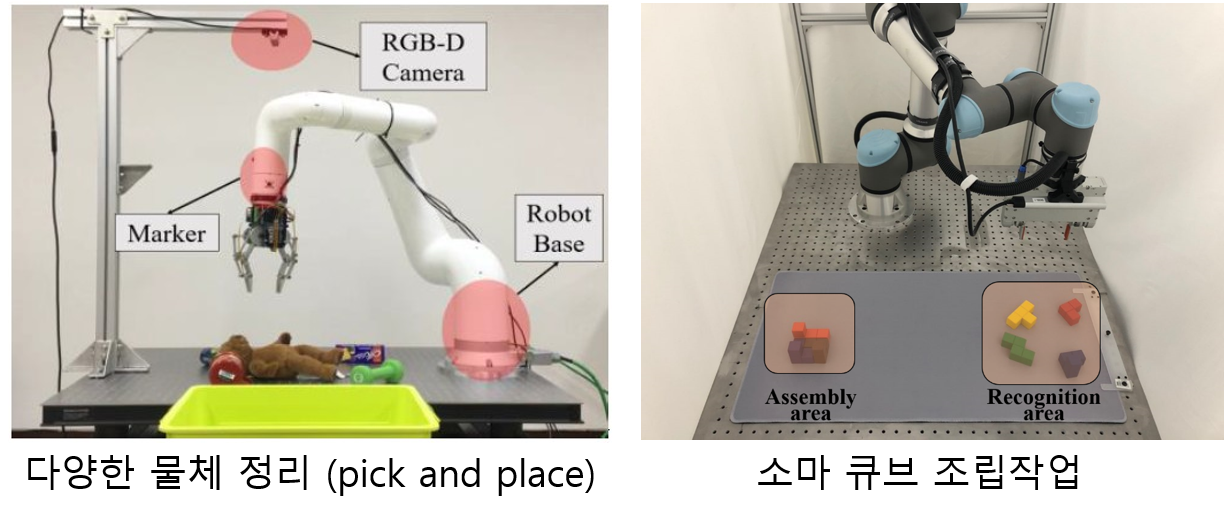 RGB-D
Camera
Marker
Robot
Base
다양한 물체 정리 (pick and place)
Assembly
area
Recognition
area
소마 큐브 조립작업